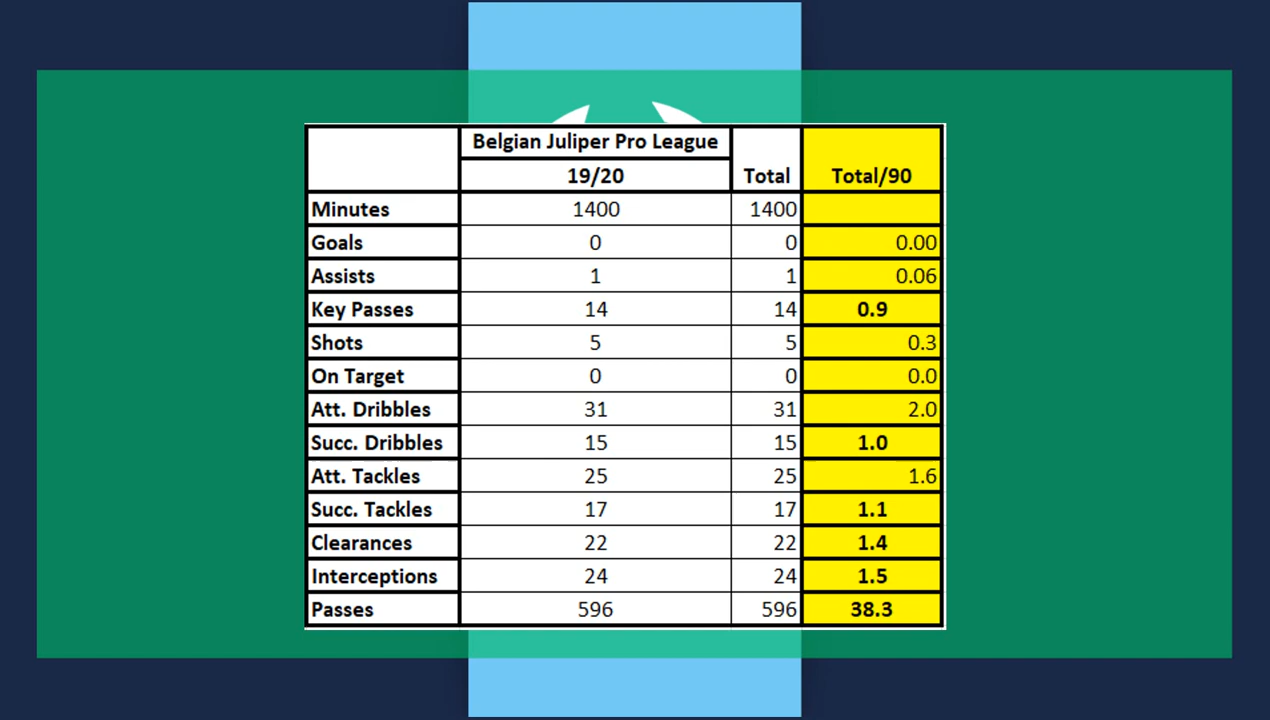 Belgian Juliper Pro League
19/20 Total Total/90
Minutes 1400 1400
Goals 0 0 0.00
Assists 1 1 0.06
Key Passes 14 14 0.9
Shots 5 5 0.3
On Target 0 0 0.0
Att. Dribbles 31 31 2.0
Succ. Dribbles 15 15 1.0
Att. Tackles 25 25 1.6
Succ. Tackles 17 17 1.1
Clearances 22 22 1.4
Interceptions 24 24 1.5
Passes 596 596 38.3